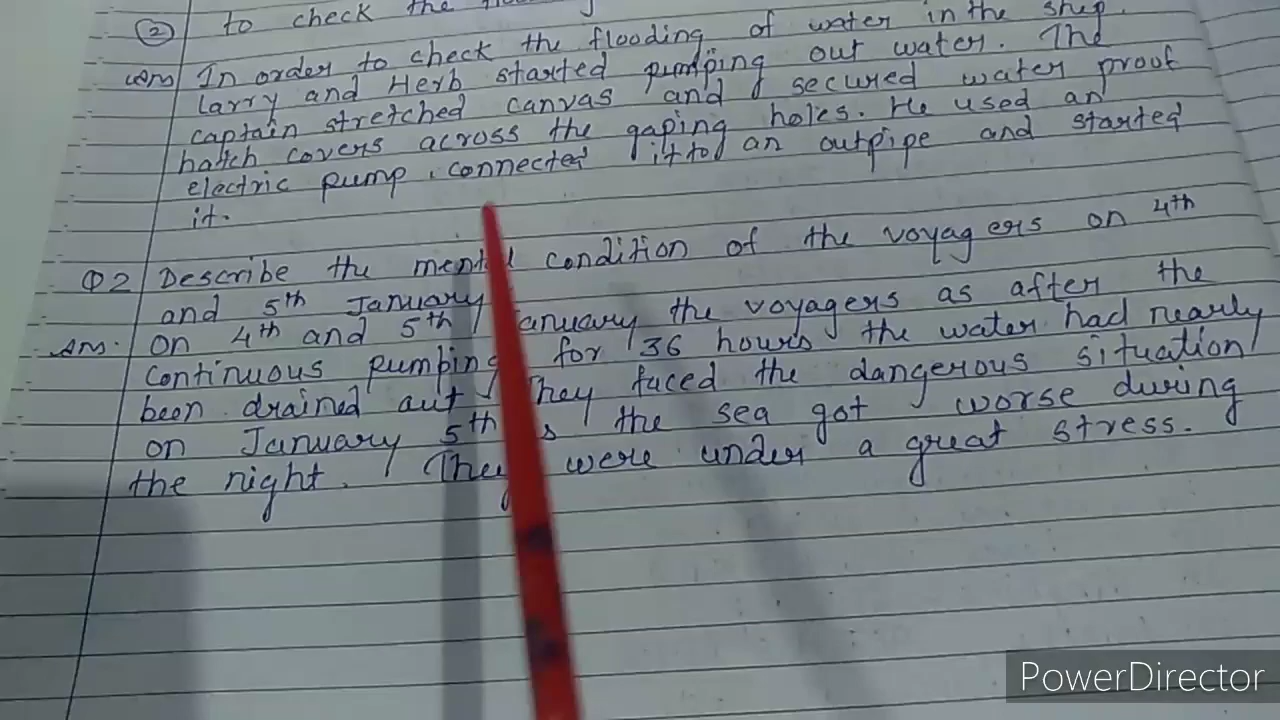 ② to check the
Ans In order to check the flooding of water in the ship.
Larry and Herb started pumping out water. The
captain stretched canvas and secured water proof
hatch covers across the gaping holes. He used an
electric pump, connected it to an outpipe and started
it.
Q2 Describe the mental condition of the voyagers on 4th
and 5th January
Ans. on 4th and 5th January the voyagers as after the
continuous pumping for 36 hours the water had nearly
been drained out They faced the dangerous situation
on January 5th the sea got worse during
the night. They were under a great stress.
PowerDirector